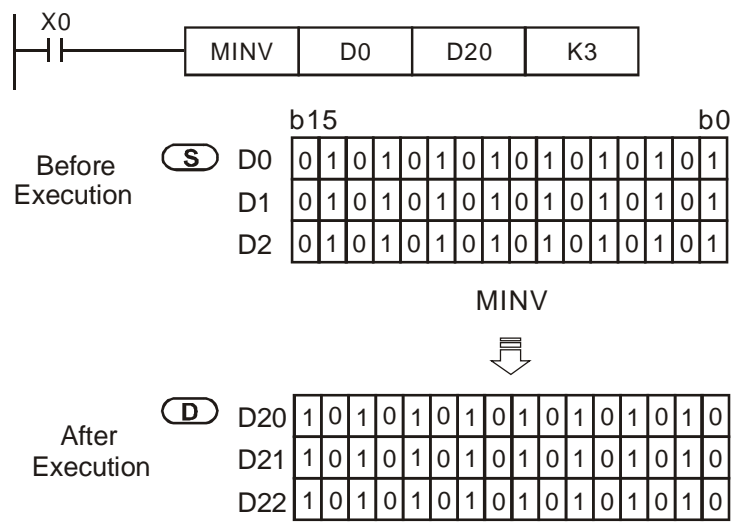 X0
MINV D0 D20 K3
b15 b0
Before Execution
S D0 0 1 0 1 0 1 0 1 0 1 0 1 0 1 0 1
D1 0 1 0 1 0 1 0 1 0 1 0 1 0 1 0 1
D2 0 1 0 1 0 1 0 1 0 1 0 1 0 1 0 1
MINV
After Execution
D D20 1 0 1 0 1 0 1 0 1 0 1 0 1 0 1 0
D21 1 0 1 0 1 0 1 0 1 0 1 0 1 0 1 0
D22 1 0 1 0 1 0 1 0 1 0 1 0 1 0 1 0